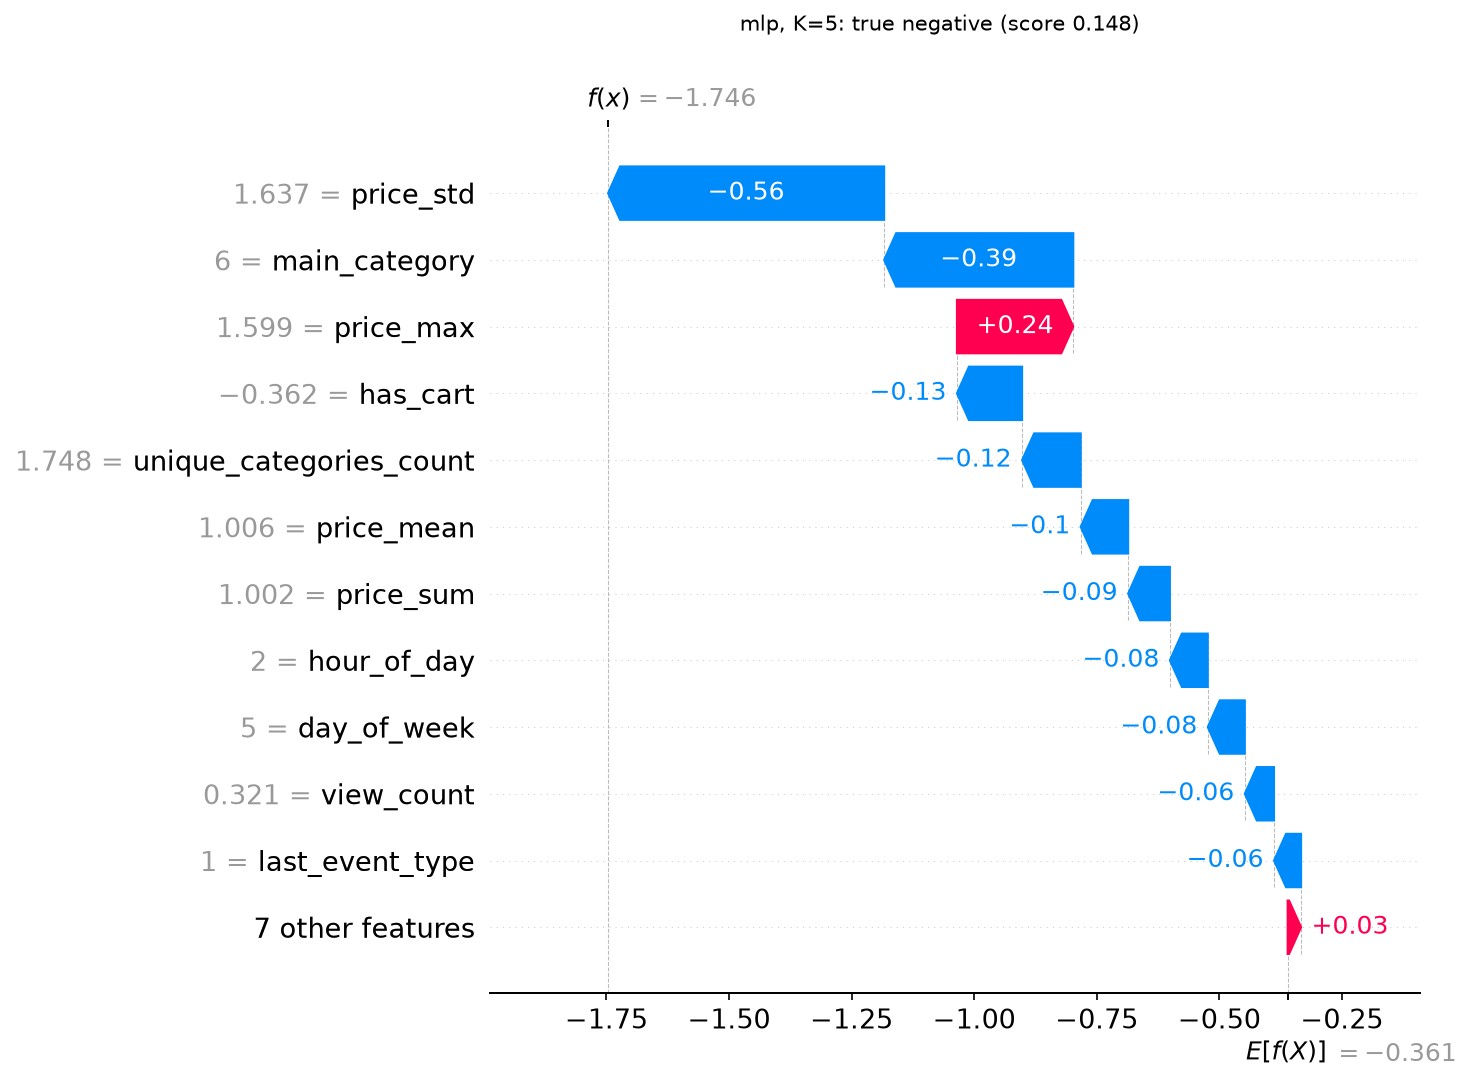 mlp, K=5: true negative (score 0.148)
f(x) = −1.746
1.637 = price_std −0.56
6 = main_category −0.39
1.599 = price_max +0.24
−0.362 = has_cart −0.13
1.748 = unique_categories_count −0.12
1.006 = price_mean −0.1
1.002 = price_sum −0.09
2 = hour_of_day −0.08
5 = day_of_week −0.08
0.321 = view_count −0.06
1 = last_event_type −0.06
7 other features +0.03
−1.75 −1.50 −1.25 −1.00 −0.75 −0.50 −0.25
E[f(X)] = −0.361